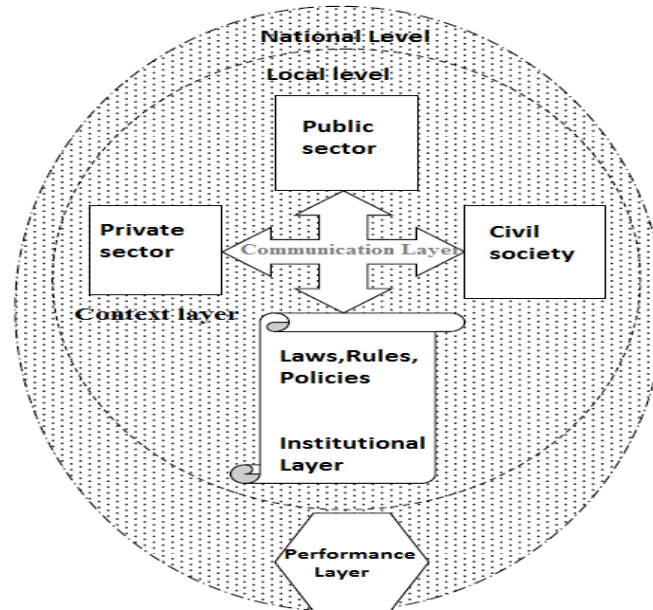 National Level
Local level
Public
sector
Private
sector
Communication Layer
Civil
society
Context layer
Laws,Rules,
Policies
Institutional
Layer
Performance
Layer